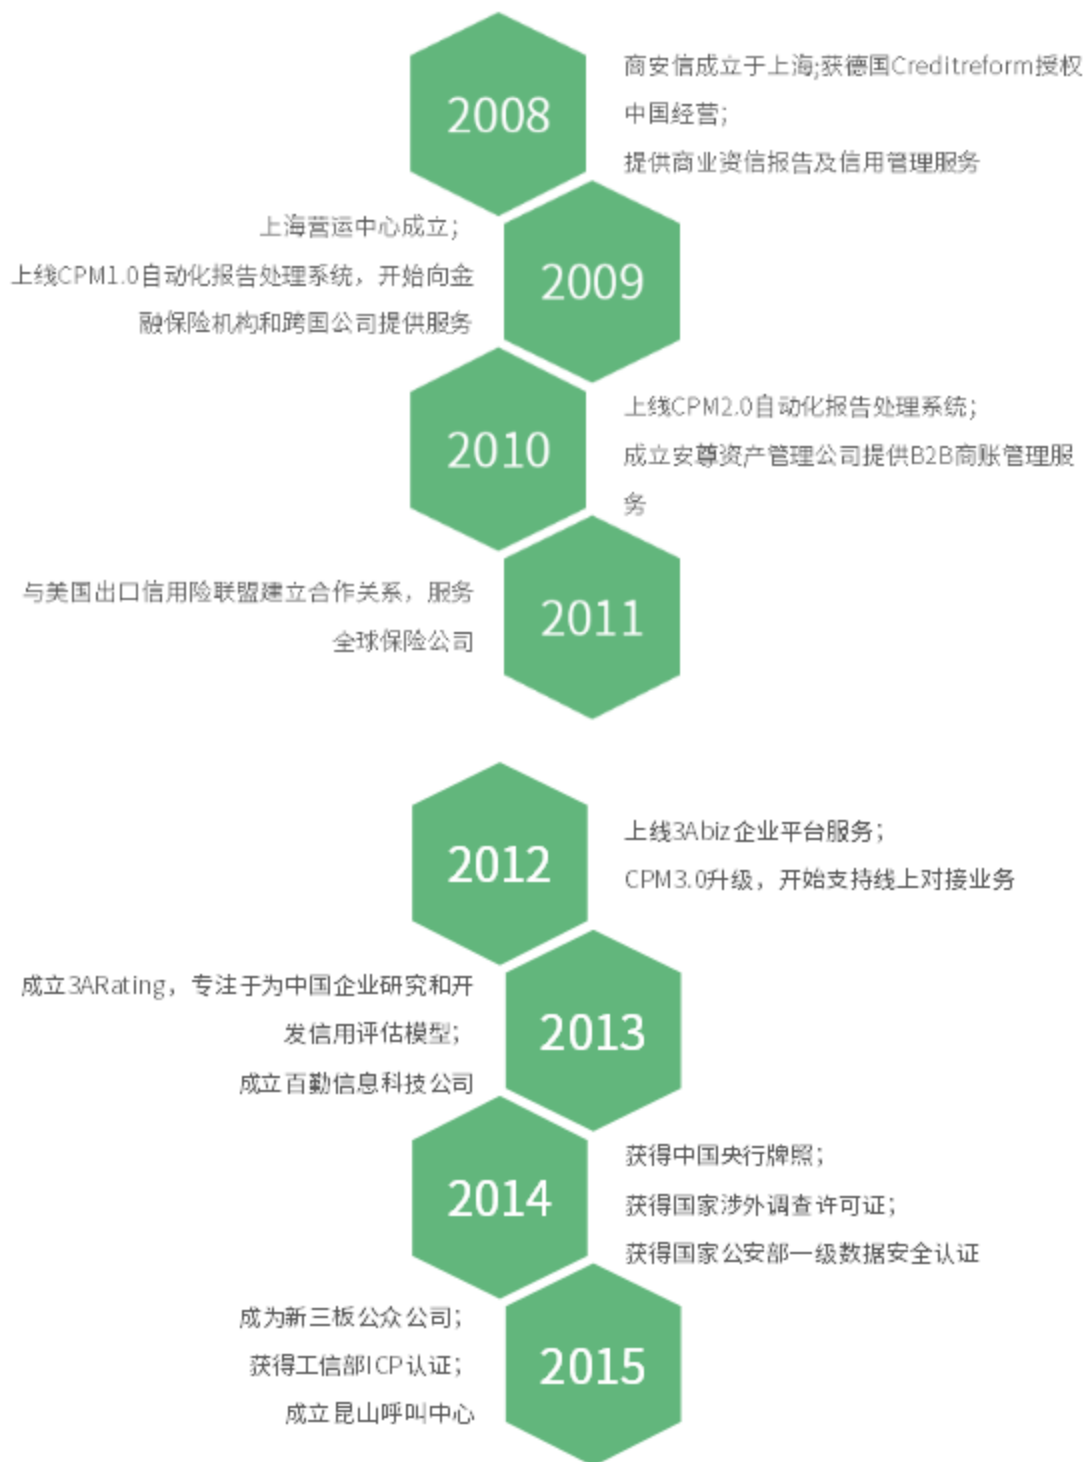 2008
商安信成立于上海;获德国Creditreform授权
中国经营；
提供商业资信报告及信用管理服务
上海营运中心成立；
上线CPM1.0自动化报告处理系统，开始向金
融保险机构和跨国公司提供服务
2009
2010
上线CPM2.0自动化报告处理系统；
成立安尊资产管理公司提供B2B商账管理服
务
与美国出口信用险联盟建立合作关系，服务
全球保险公司
2011
2012
上线3Abiz企业平台服务；
CPM3.0升级，开始支持线上对接业务
成立3ARating，专注于为中国企业研究和开
发信用评估模型；
成立百勤信息科技公司
2013
2014
获得中国央行牌照；
获得国家涉外调查许可证；
获得国家公安部一级数据安全认证
成为新三板公众公司；
获得工信部ICP认证；
成立昆山呼叫中心
2015